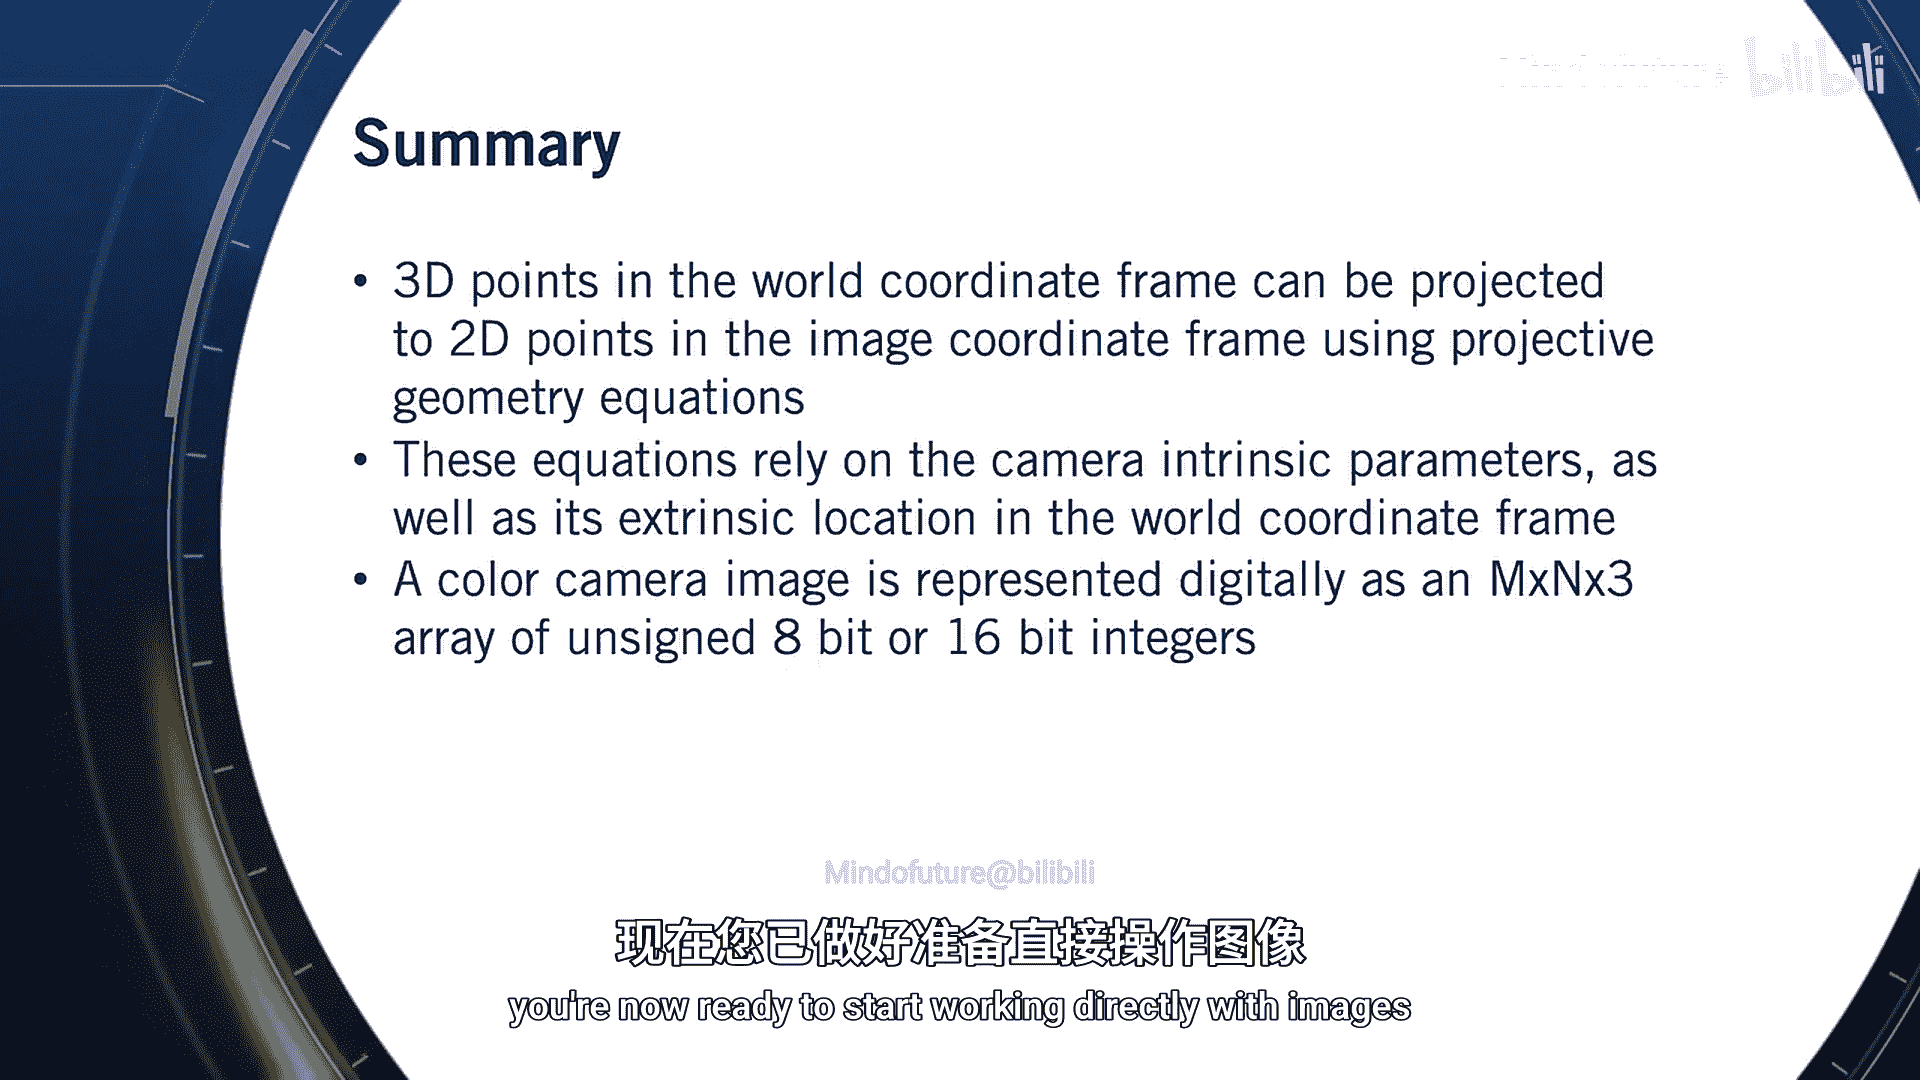 bilibili
Summary
• 3D points in the world coordinate frame can be projected
to 2D points in the image coordinate frame using projective
geometry equations
• These equations rely on the camera intrinsic parameters, as
well as its extrinsic location in the world coordinate frame
• A color camera image is represented digitally as an MxNx3
array of unsigned 8 bit or 16 bit integers
Mindofuture@bilibili
现在您已做好准备直接操作图像
you're now ready to start working directly with images